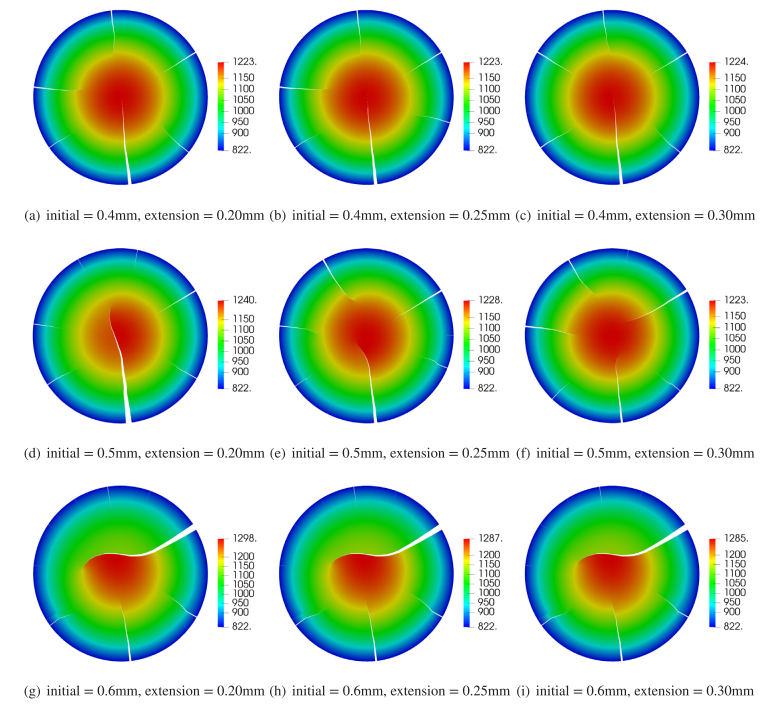 1223. 1223. 1224.
1150 1150 1150
1100 1100 1100
1050 1050 1050
1000 1000 1000
950 950 950
900 900 900
822. 822. 822.
(a) initial = 0.4mm, extension = 0.20mm (b) initial = 0.4mm, extension = 0.25mm (c) initial = 0.4mm, extension = 0.30mm
1240. 1228. 1223.
1150 1150 1150
1100 1100 1100
1050 1050 1050
1000 1000 1000
950 950 950
900 900 900
822. 822. 822.
(d) initial = 0.5mm, extension = 0.20mm (e) initial = 0.5mm, extension = 0.25mm (f) initial = 0.5mm, extension = 0.30mm
1298. 1287. 1285.
1200 1200 1200
1150 1150 1150
1100 1100 1100
1050 1050 1050
1000 1000 1000
950 950 950
900 900 900
822. 822. 822.
(g) initial = 0.6mm, extension = 0.20mm (h) initial = 0.6mm, extension = 0.25mm (i) initial = 0.6mm, extension = 0.30mm